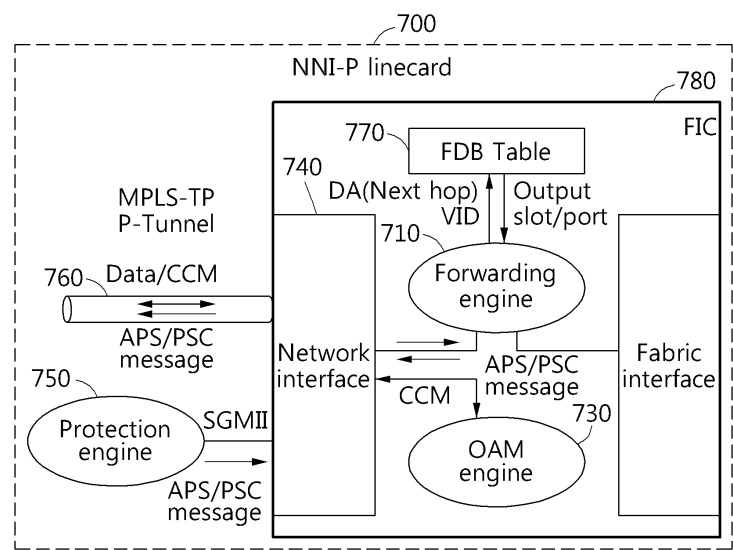 700
NNI-P linecard
780
FIC
770
FDB Table
740
DA(Next hop)
VID
Output
slot/port
MPLS-TP
P-Tunnel
710
Forwarding
engine
760
Data/CCM
APS/PSC
message
Network
interface
APS/PSC
message
Fabric
interface
750
Protection
engine
SGMII
CCM
730
OAM
engine
APS/PSC
message